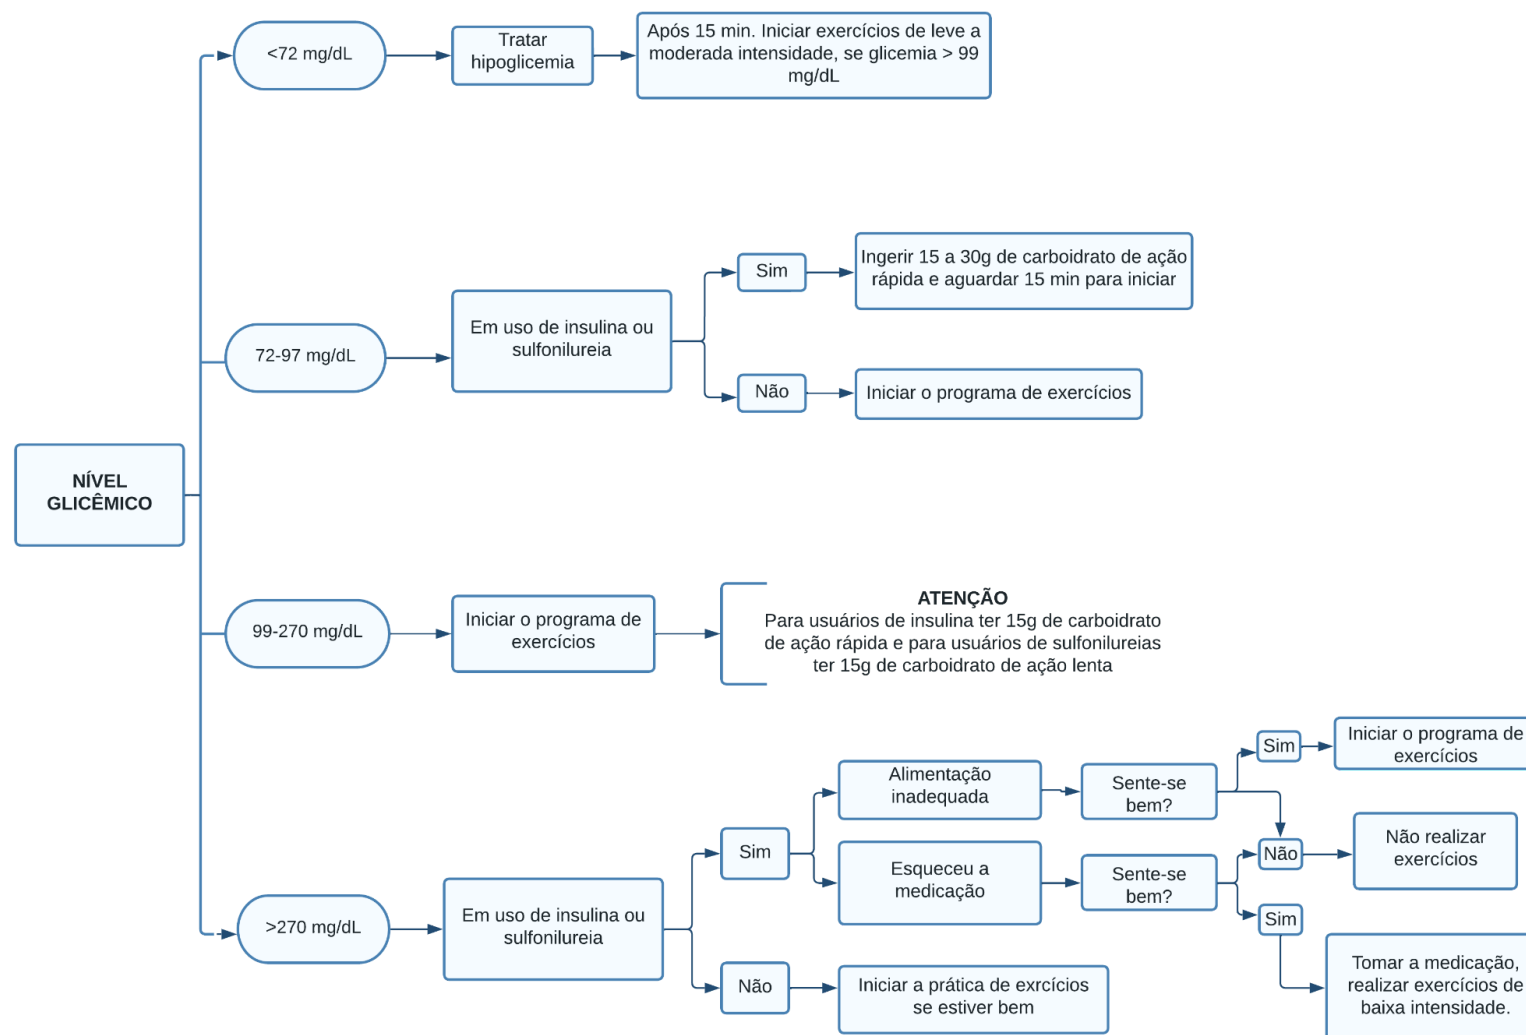 <72 mg/dL
Tratar
hipoglicemia
Após 15 min. Iniciar exercícios de leve a
moderada intensidade, se glicemia > 99
mg/dL
72-97 mg/dL
Em uso de insulina ou
sulfonilureia
Sim
Ingerir 15 a 30g de carboidrato de ação
rápida e aguardar 15 min para iniciar
Não
Iniciar o programa de exercícios
NÍVEL
GLICÊMICO
99-270 mg/dL
Iniciar o programa de
exercícios
ATENÇÃO
Para usuários de insulina ter 15g de carboidrato
de ação rápida e para usuários de sulfonilureias
ter 15g de carboidrato de ação lenta
>270 mg/dL
Em uso de insulina ou
sulfonilureia
Sim
Alimentação
inadequada
Sente-se
bem?
Sim
Iniciar o programa de
exercícios
Esqueceu a
medicação
Sente-se
bem?
Não
Não realizar
exercícios
Sim
Tomar a medicação,
realizar exercícios de
baixa intensidade.
Não
Iniciar a prática de exrcícios
se estiver bem